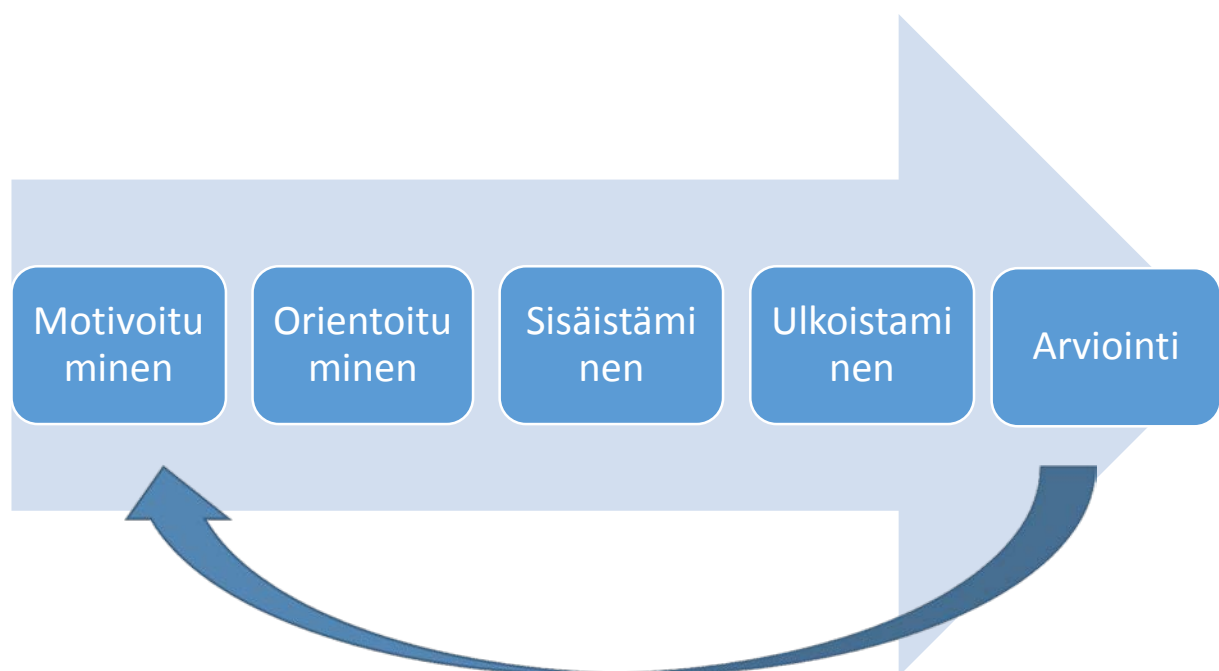 Motivoitu
minen
Orientoitu
minen
Sisäistämi
nen
Ulkoistami
nen
Arviointi